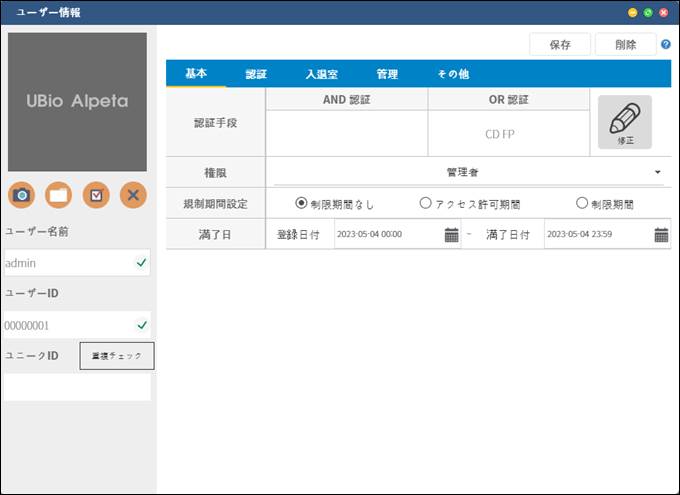 ユーザー情報
保存 削除 ?
UBio Alpeta
基本 認証 入退室 管理 その他
認証手段 AND 認証 OR 認証
CD FP
修正
権限 管理者
規制期間設定 制限期間なし アクセス許可期間 制限期間
満了日 登録日付 2023-05-04 00:00 ~ 満了日付 2023-05-04 23:59
ユーザー名前
admin
ユーザーID
00000001
ユニークID 重複チェック